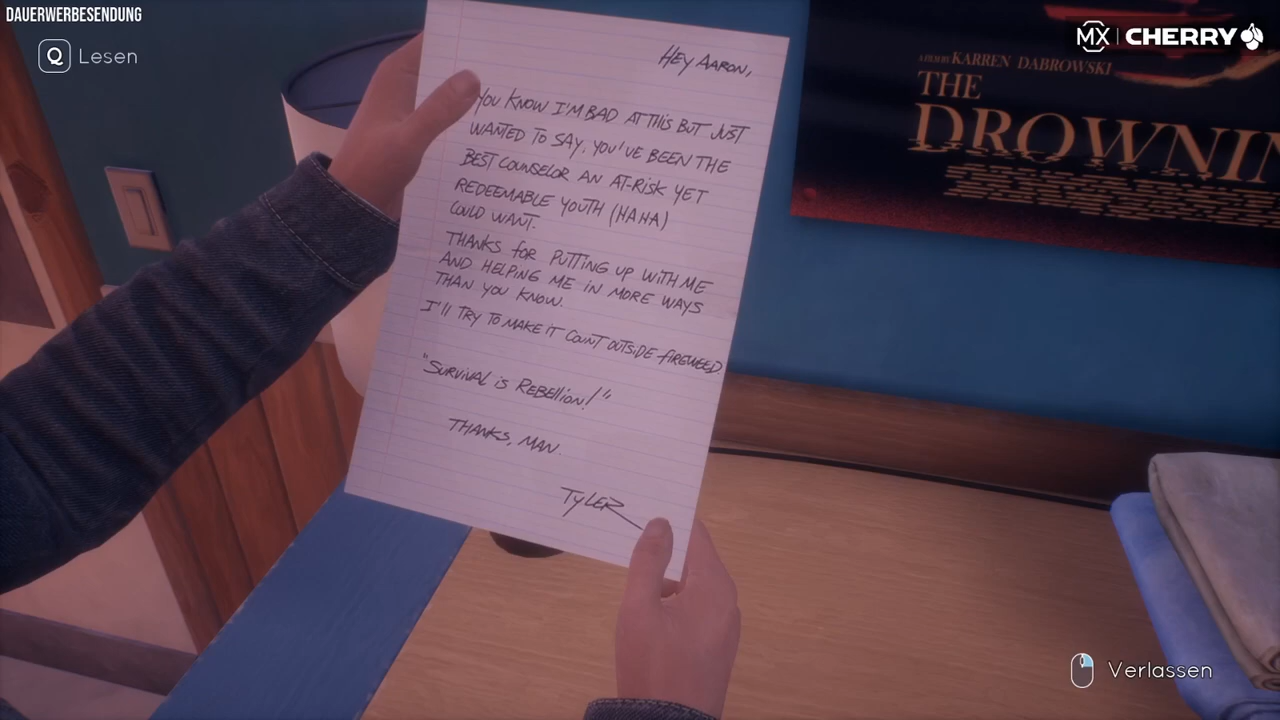 DAUERWERBESENDUNG
Q Lesen
MX | CHERRY
HEY AARON,
YOU KNOW I'M BAD AT THIS BUT JUST
WANTED TO SAY, YOU'VE BEEN THE
BEST COUNSELOR AN AT-RISK YET
REDEEMABLE YOUTH (HAHA)
COULD WANT.
THANKS FOR PUTTING UP WITH ME
AND HELPING ME IN MORE WAYS
THAN YOU KNOW.
I'll TRY TO MAKE IT COUNT OUTSIDE FIREWEED.
"SURVIVAL is REBELLION!"
THANKS, MAN.
TYLER
A FILM BY KARREN DABROWSKI
THE
DROWNIN
Verlassen